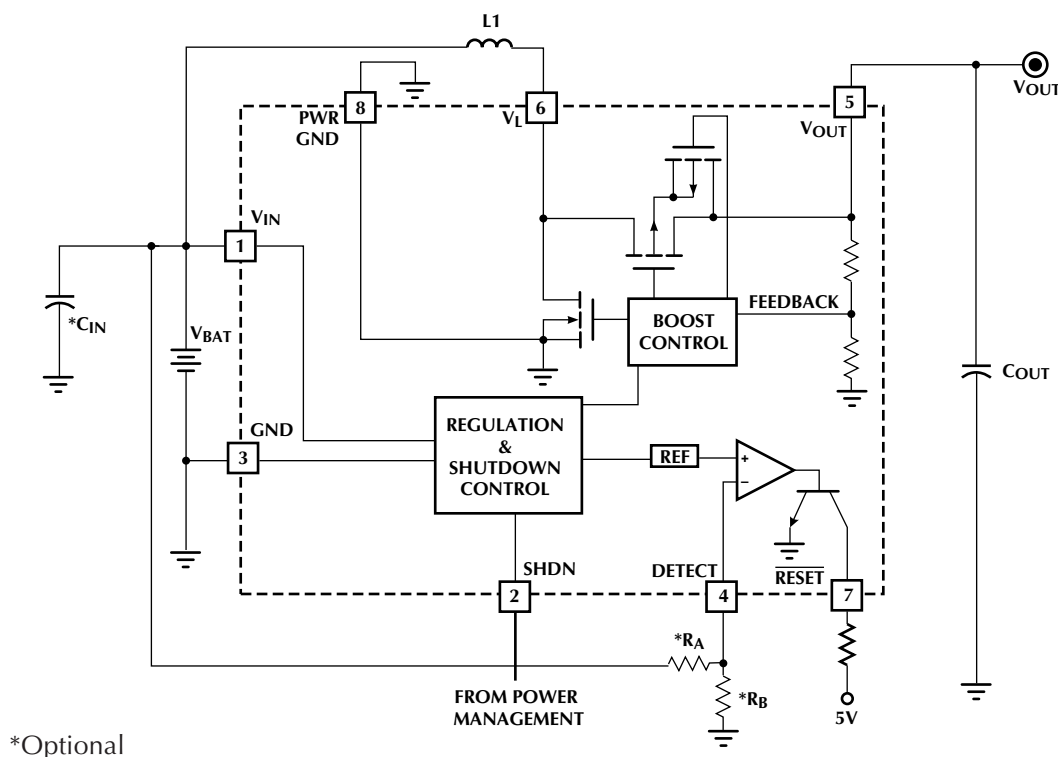 L1
VOUT
8
PWR
GND
6
VL
5
VOUT
VIN
1
*CIN
VBAT
FEEDBACK
BOOST
CONTROL
COUT
GND
3
REGULATION
&
SHUTDOWN
CONTROL
REF
+
−
SHDN
2
DETECT
4
RESET
7
*RA
*RB
FROM POWER
MANAGEMENT
5V
*Optional